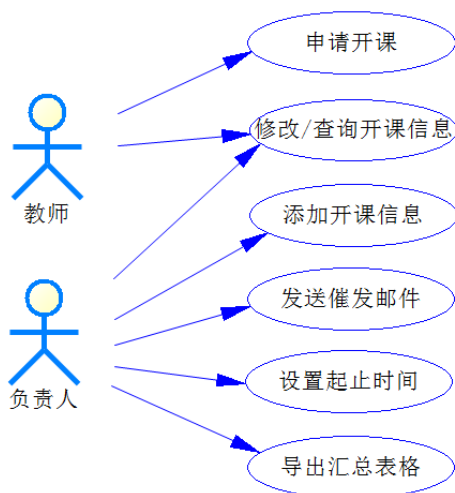 申请开课
修改/查询开课信息
教师
添加开课信息
发送催发邮件
负责人
设置起止时间
导出汇总表格